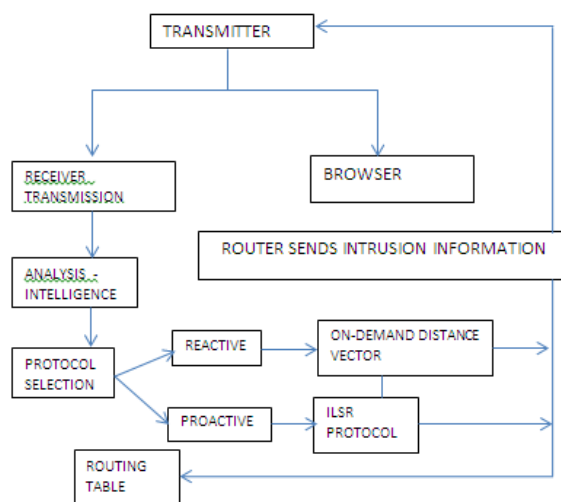 TRANSMITTER
RECEIVER
TRANSMISSION
BROWSER
ROUTER SENDS INTRUSION INFORMATION
ANALYSIS -
INTELLIGENCE
PROTOCOL
SELECTION
REACTIVE
ON-DEMAND DISTANCE
VECTOR
PROACTIVE
ILSR
PROTOCOL
ROUTING
TABLE